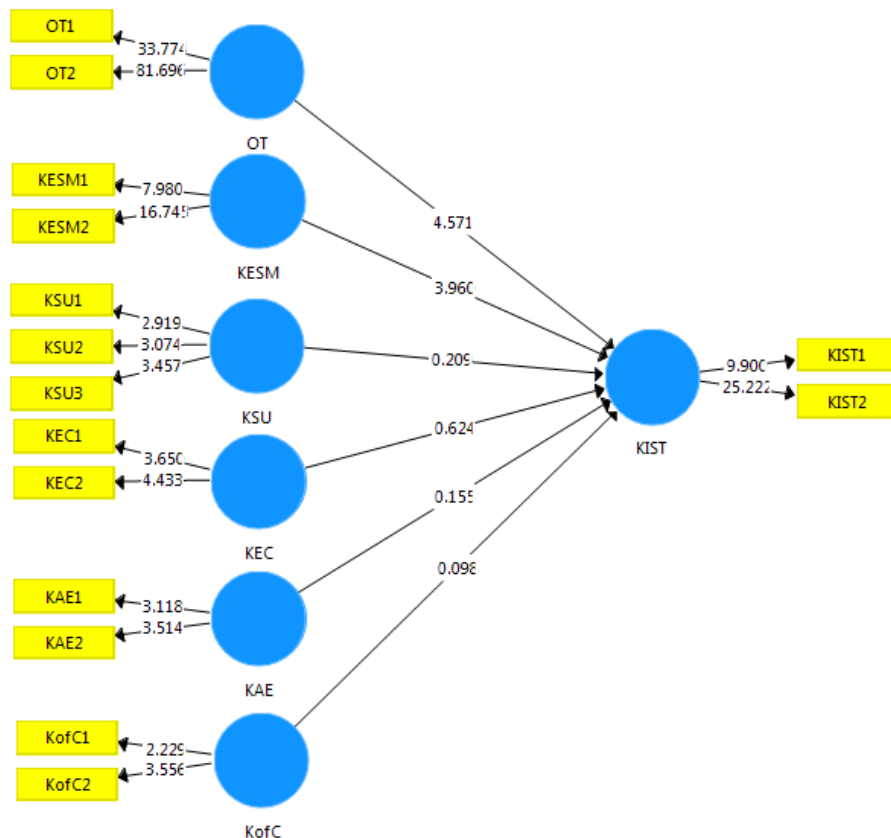 OT1
33.774
OT2
81.696
OT
KESM1
7.980
KESM2
16.745
KESM
KSU1
2.919
KSU2
3.074
KSU3
3.457
KSU
KEC1
3.650
KEC2
4.433
KEC
KAE1
3.118
KAE2
3.514
KAE
KofC1
2.229
KofC2
3.556
KofC
4.571
3.960
0.209
0.624
0.155
0.098
KIST
9.900
KIST1
25.222
KIST2